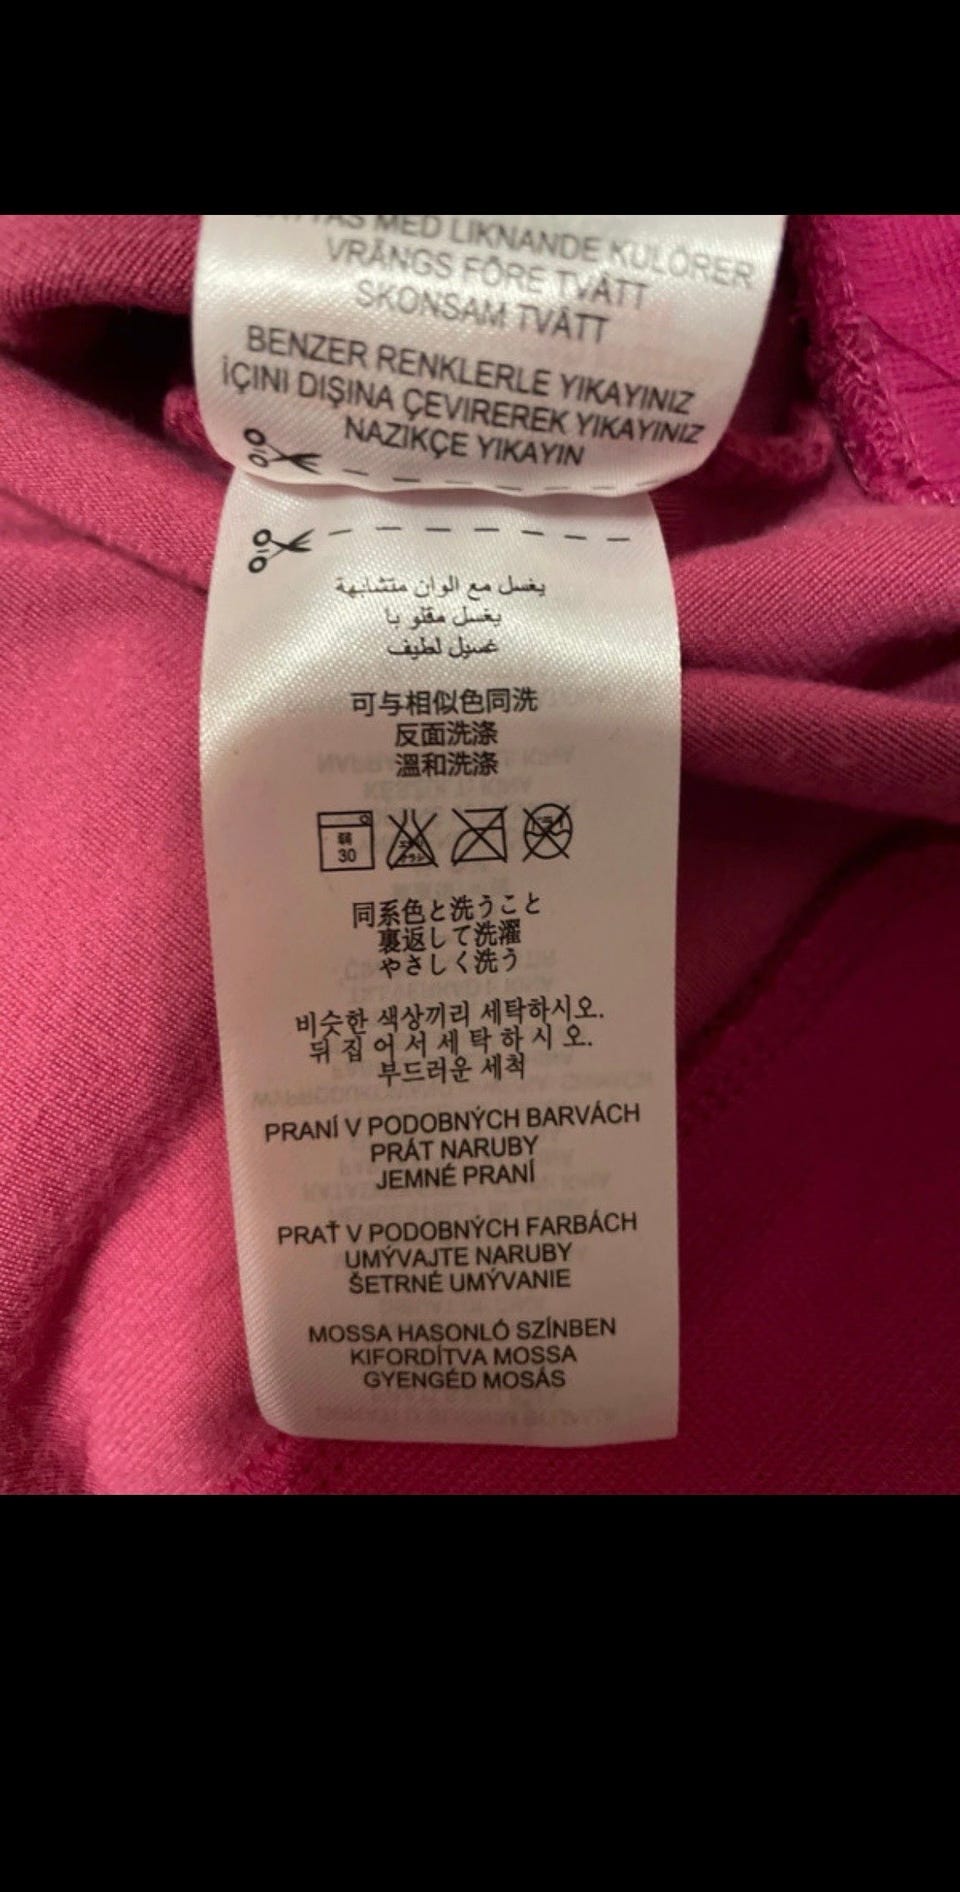 MED LIKNANDE KULÖRER
VRÄNGS FÖRE TVÄTT
SKONSAM TVÄTT
BENZER RENKLERLE YIKAYINIZ
İÇINI DIŞINA ÇEVIREREK YIKAYINIZ
NAZIKÇE YIKAYIN
يغسل مع الوان متشابهة
يغسل مقلو با
غسيل لطيف
可与相似色同洗
反面洗涤
溫和洗涤
弱
30
同系色と洗うこと
裏返して洗濯
やさしく洗う
비슷한 색상끼리 세탁하시오.
뒤 집 어 서 세 탁 하 시 오.
부드러운 세척
PRANÍ V PODOBNÝCH BARVÁCH
PRÁT NARUBY
JEMNÉ PRANÍ
PRAŤ V PODOBNÝCH FARBÁCH
UMÝVAJTE NARUBY
ŠETRNÉ UMÝVANIE
MOSSA HASONLÓ SZÍNBEN
KIFORDÍTVA MOSSA
GYENGÉD MOSÁS